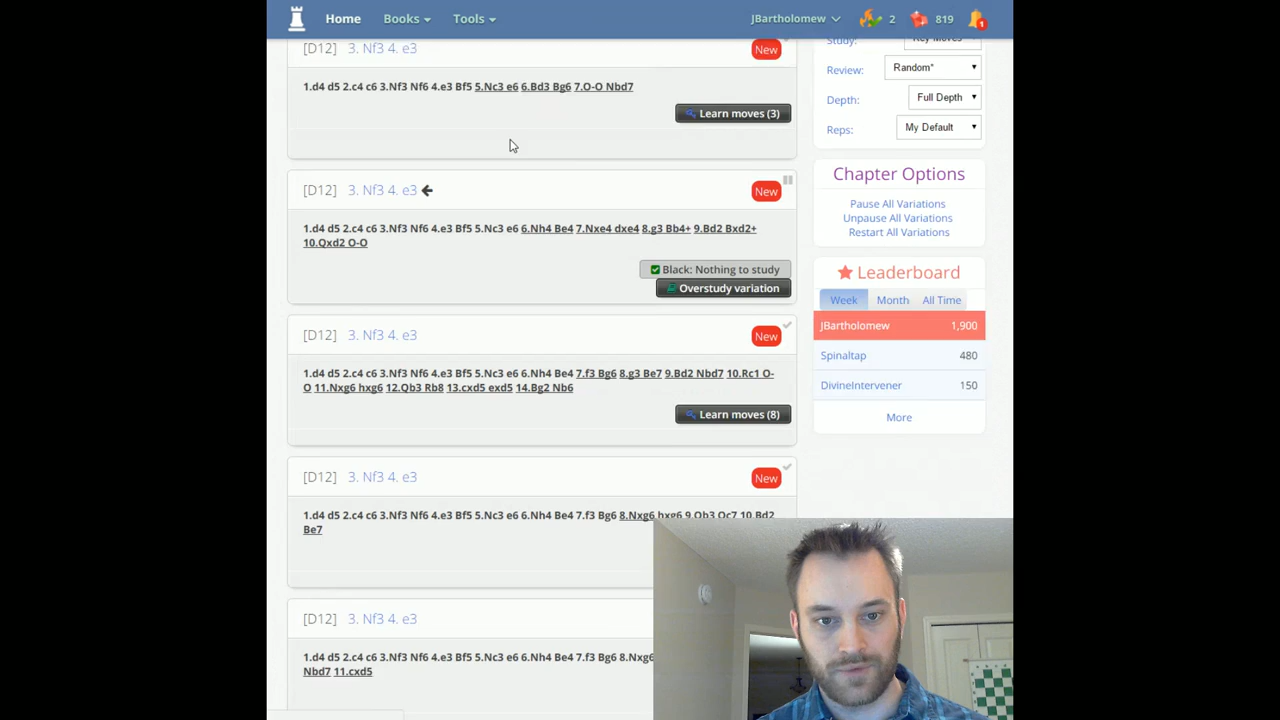 Home Books Tools JBartholomew 2 819 1
[D12] 3. Nf3 4. e3 New
1.d4 d5 2.c4 c6 3.Nf3 Nf6 4.e3 Bf5 5.Nc3 e6 6.Bd3 Bg6 7.O-O Nbd7
Learn moves (3)
[D12] 3. Nf3 4. e3 New
1.d4 d5 2.c4 c6 3.Nf3 Nf6 4.e3 Bf5 5.Nc3 e6 6.Nh4 Be4 7.Nxe4 dxe4 8.g3 Bb4+ 9.Bd2 Bxd2+
10.Qxd2 O-O
Black: Nothing to study
Overstudy variation
[D12] 3. Nf3 4. e3 New
1.d4 d5 2.c4 c6 3.Nf3 Nf6 4.e3 Bf5 5.Nc3 e6 6.Nh4 Be4 7.f3 Bg6 8.g3 Be7 9.Bd2 Nbd7 10.Rc1 O-
O 11.Nxg6 hxg6 12.Qb3 Rb8 13.cxd5 exd5 14.Bg2 Nb6
Learn moves (8)
[D12] 3. Nf3 4. e3 New
1.d4 d5 2.c4 c6 3.Nf3 Nf6 4.e3 Bf5 5.Nc3 e6 6.Nh4 Be4 7.f3 Bg6 8.Nxg6 hxg6 9.Qb3 Qc7 10.Bd2
Be7
[D12] 3. Nf3 4. e3
1.d4 d5 2.c4 c6 3.Nf3 Nf6 4.e3 Bf5 5.Nc3 e6 6.Nh4 Be4 7.f3 Bg6 8.Nxg6
Nbd7 11.cxd5
Study: Key Moves
Review: Random*
Depth: Full Depth
Reps: My Default
Chapter Options
Pause All Variations
Unpause All Variations
Restart All Variations
Leaderboard
Week Month All Time
JBartholomew 1,900
Spinaltap 480
DivineIntervener 150
More